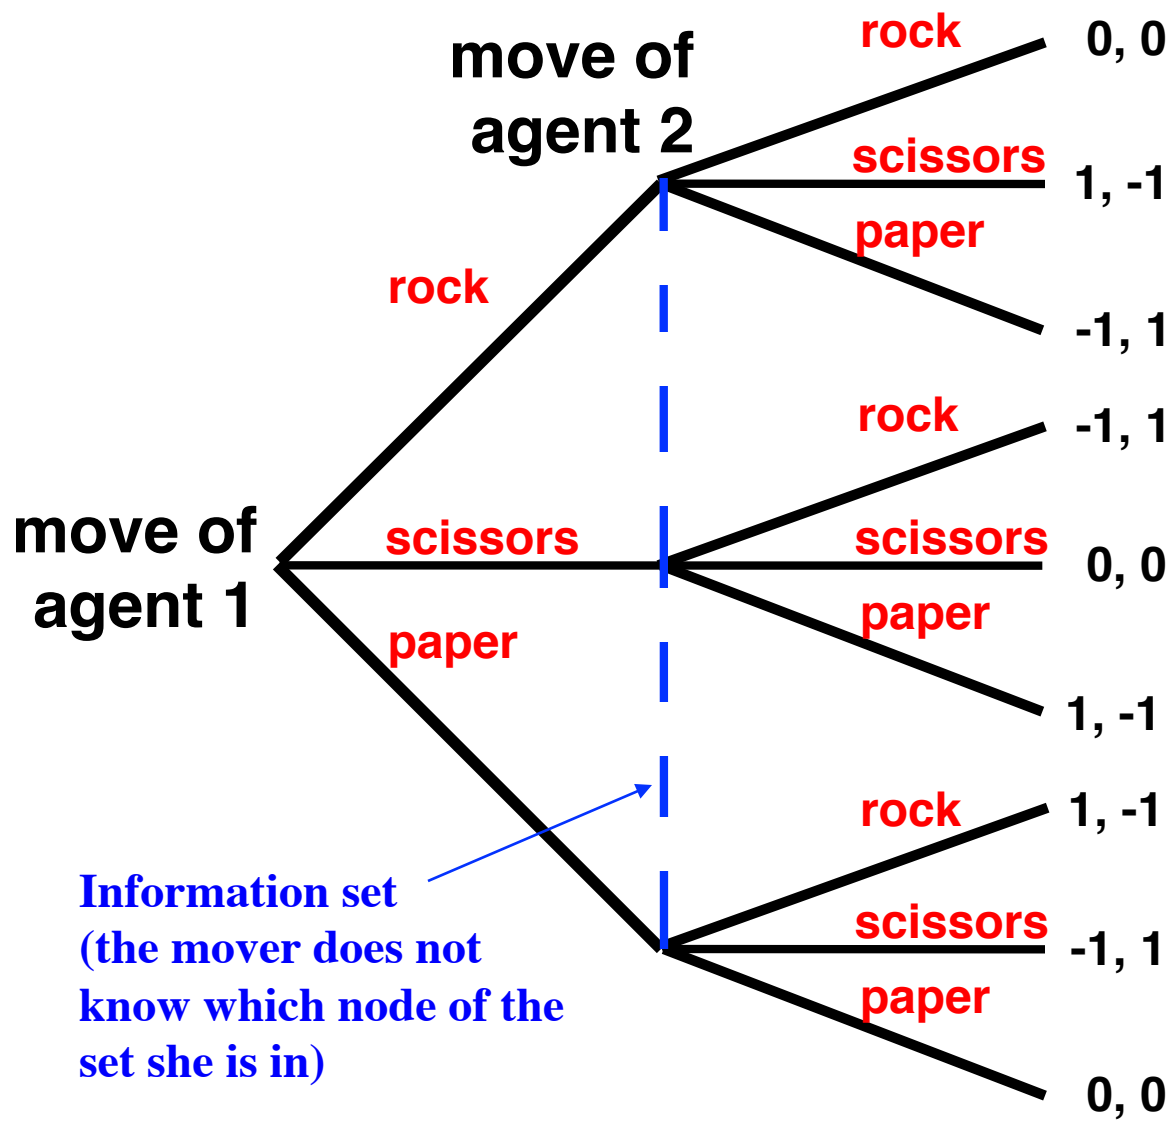 move of
agent 2
rock
0, 0
scissors
1, -1
paper
-1, 1
rock
rock
-1, 1
move of
agent 1
scissors
scissors
0, 0
paper
paper
1, -1
rock
1, -1
scissors
-1, 1
paper
0, 0
Information set
(the mover does not
know which node of the
set she is in)